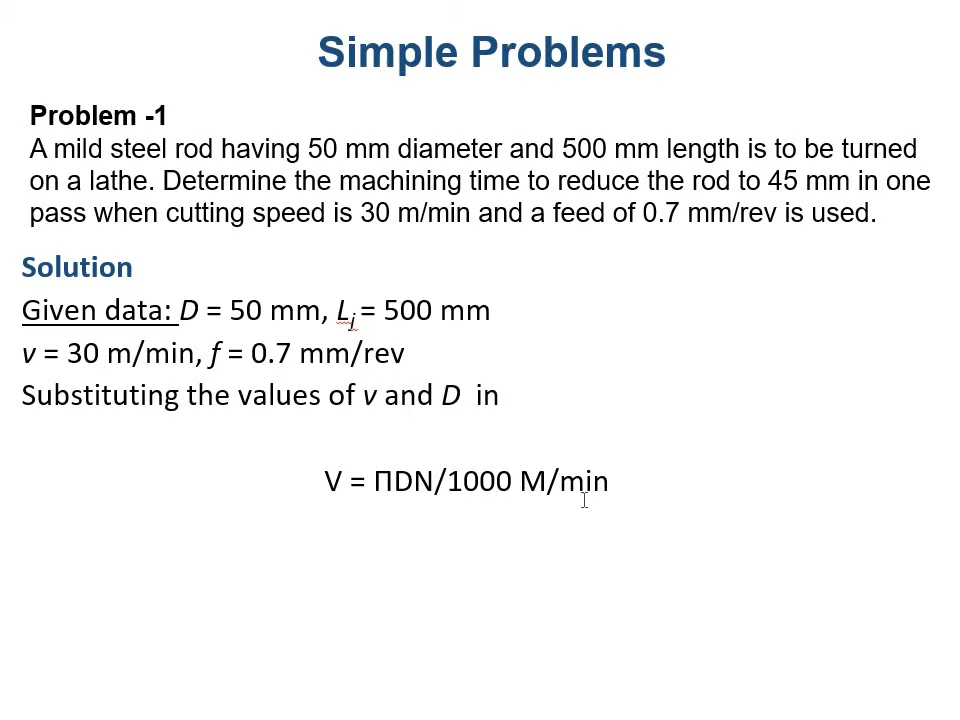 Simple Problems
Problem -1
A mild steel rod having 50 mm diameter and 500 mm length is to be turned
on a lathe. Determine the machining time to reduce the rod to 45 mm in one
pass when cutting speed is 30 m/min and a feed of 0.7 mm/rev is used.
Solution
Given data: D = 50 mm, Lj = 500 mm
v = 30 m/min, f = 0.7 mm/rev
Substituting the values of v and D in
V = ΠDN/1000 M/min